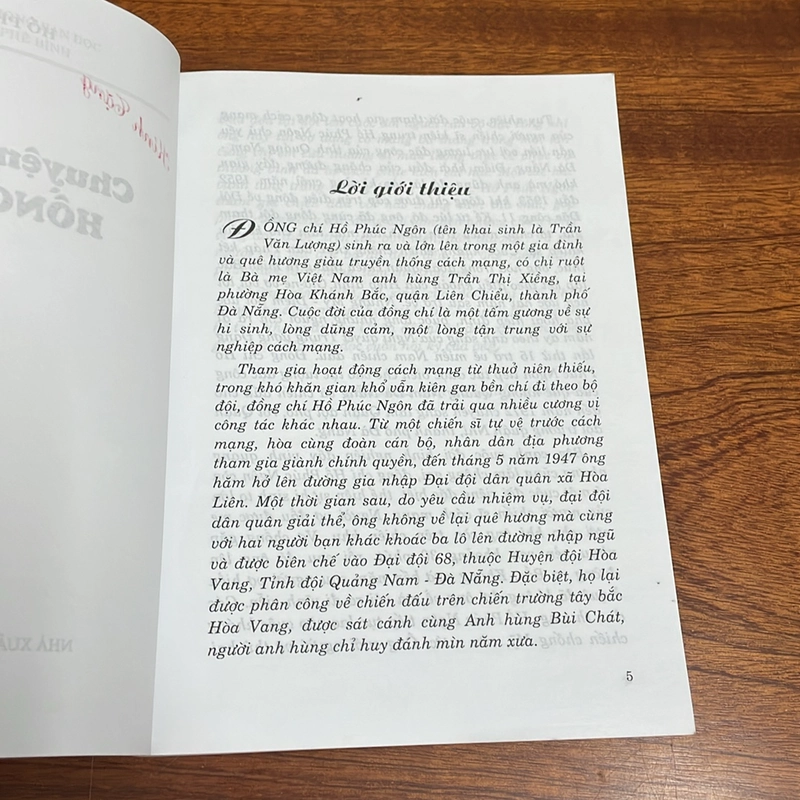 Lời giới thiệu
ĐỒNG chí Hồ Phúc Ngôn (tên khai sinh là Trần
Văn Lượng) sinh ra và lớn lên trong một gia đình
và quê hương giàu truyền thống cách mạng, có chị ruột
là Bà mẹ Việt Nam anh hùng Trần Thị Xiềng, tại
phường Hòa Khánh Bắc, quận Liên Chiểu, thành phố
Đà Nẵng. Cuộc đời của đồng chí là một tấm gương về sự
hi sinh, lòng dũng cảm, một lòng tận trung với sự
nghiệp cách mạng.
Tham gia hoạt động cách mạng từ thuở niên thiếu,
trong khó khăn gian khổ vẫn kiên gan bền chí đi theo bộ
đội, đồng chí Hồ Phúc Ngôn đã trải qua nhiều cương vị
công tác khác nhau. Từ một chiến sĩ tự vệ trước cách
mạng, hòa cùng đoàn cán bộ, nhân dân địa phương
tham gia giành chính quyền, đến tháng 5 năm 1947 ông
hăm hở lên đường gia nhập Đại đội dân quân xã Hòa
Liên. Một thời gian sau, do yêu cầu nhiệm vụ, đại đội
dân quân giải thể, ông không về lại quê hương mà cùng
với hai người bạn khác khoác ba lô lên đường nhập ngũ
và được biên chế vào Đại đội 68, thuộc Huyện đội Hòa
Vang, Tỉnh đội Quảng Nam - Đà Nẵng. Đặc biệt, họ lại
được phân công về chiến đấu trên chiến trường tây bắc
Hòa Vang, được sát cánh cùng Anh hùng Bùi Chát,
người anh hùng chỉ huy đánh mìn năm xưa.
5